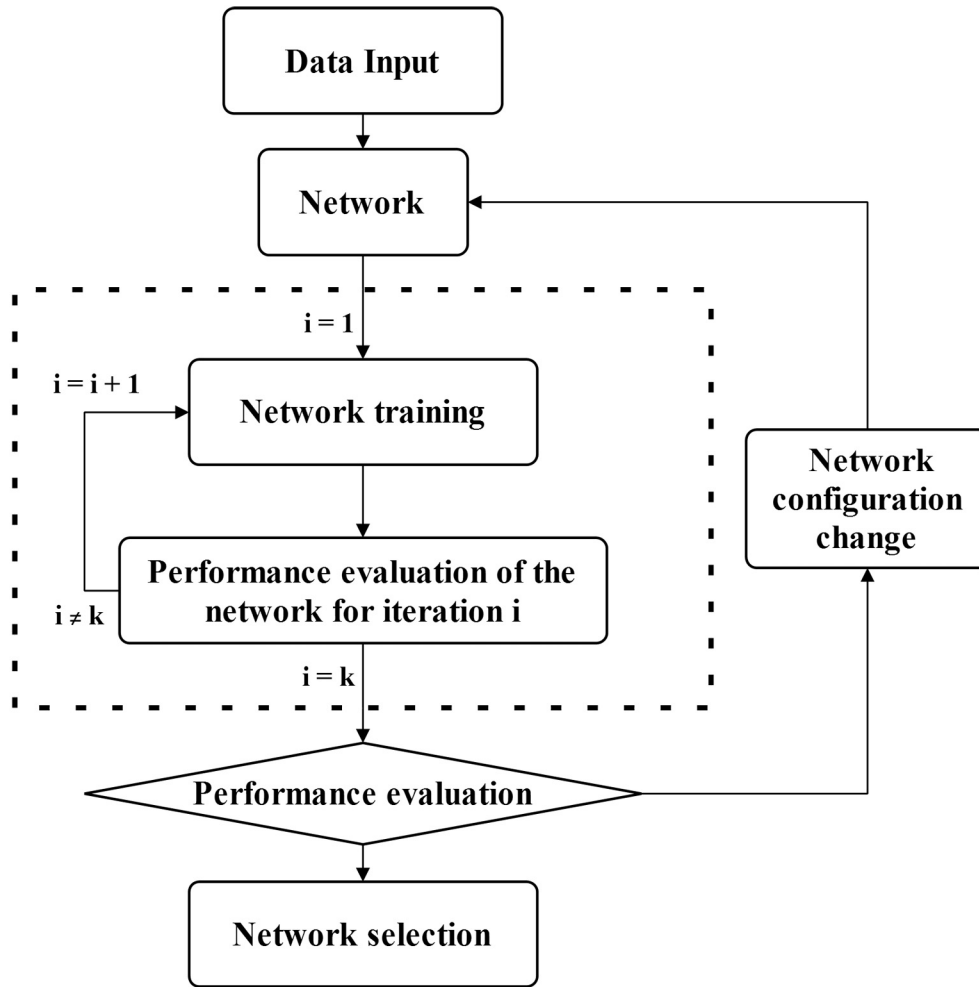 Data Input
Network
i = 1
i = i + 1
Network training
Network
configuration
change
Performance evaluation of the
network for iteration i
i ≠ k
i = k
Performance evaluation
Network selection